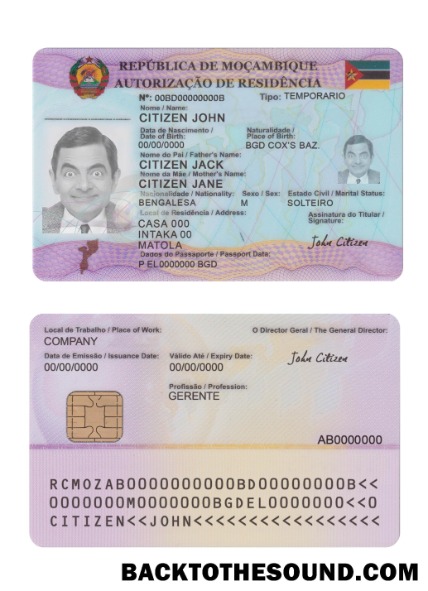 REPÚBLICA DE MOÇAMBIQUE
AUTORIZAÇÃO DE RESIDÊNCIA
Nº: 00BD00000000B Tipo: TEMPORARIO
Nome / Name:
CITIZEN JOHN
Data de Nascimento / Date of Birth: Naturalidade / Place of Birth:
00/00/0000 BGD COX'S BAZ.
Nome do Pai / Father's Name:
CITIZEN JACK
Nome da Mãe / Mother's Name:
CITIZEN JANE
Nacionalidade / Nationality: Sexo / Sex: Estado Civil / Marital Status:
BENGALESA M SOLTEIRO
Local de Residência / Address: Assinatura do Titular / Signature:
CASA 000
INTAKA 00
MATOLA John Citizen
Dados do Passaporte / Passport Data:
P EL0000000 BGD
Local de Trabalho / Place of Work: O Director Geral / The General Director:
COMPANY
Data de Emissão / Issuance Date: Válido Até / Expiry Date: John Citizen
00/00/0000 00/00/0000
Profissão / Profession:
GERENTE
AB0000000
RCMOZAB0000000000BD00000000B<<
0000000M0000000BGDEL0000000<<0
CITIZEN<<JOHN<<<<<<<<<<<<<<<<<
BACKTOTHESOUND.COM